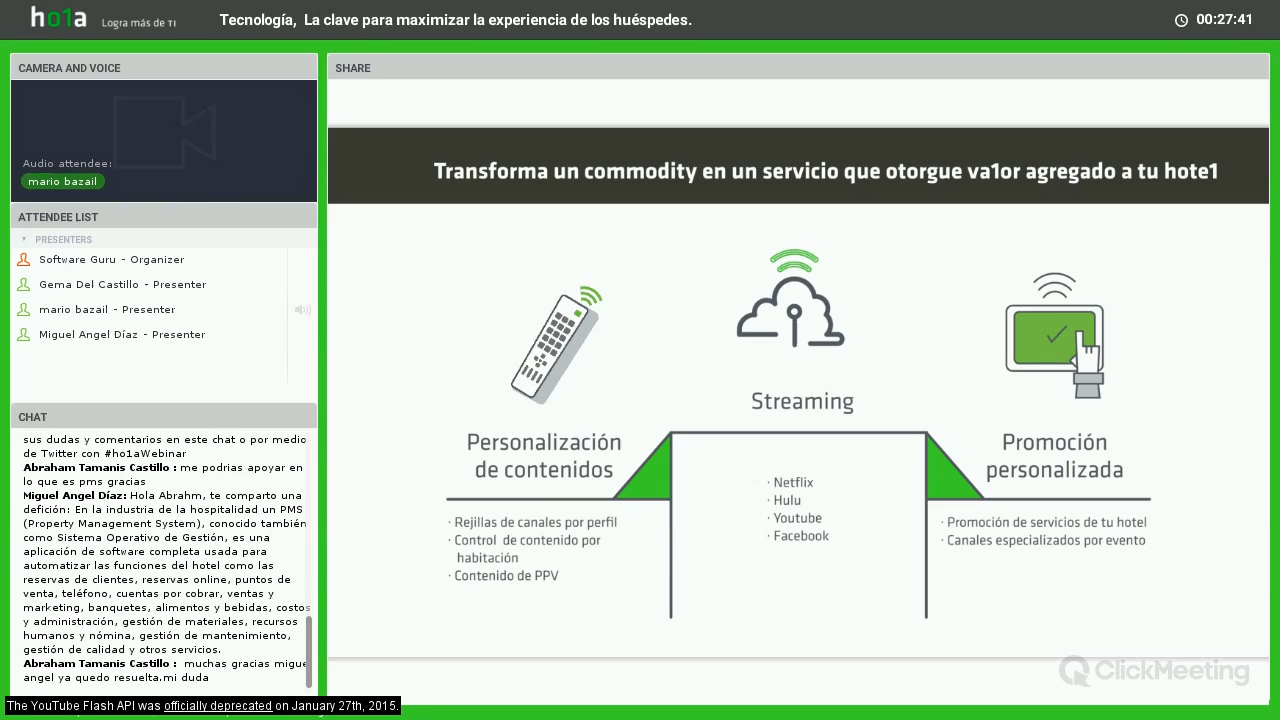 ho1a Logra más de TI
Tecnología, La clave para maximizar la experiencia de los huéspedes.
00:27:41
CAMERA AND VOICE
Audio attendee:
mario bazail
ATTENDEE LIST
PRESENTERS
Software Guru - Organizer
Gema Del Castillo - Presenter
mario bazail - Presenter
Miguel Angel Díaz - Presenter
CHAT
sus dudas y comentarios en este chat o por medio
de Twitter con #ho1aWebinar
Abraham Tamanis Castillo : me podrias apoyar en
lo que es pms gracias
Miguel Angel Díaz: Hola Abrahm, te comparto una
defición: En la industria de la hospitalidad un PMS
(Property Management System), conocido también
como Sistema Operativo de Gestión, es una
aplicación de software completa usada para
automatizar las funciones del hotel como las
reservas de clientes, reservas online, puntos de
venta, teléfono, cuentas por cobrar, ventas y
marketing, banquetes, alimentos y bebidas, costos
y administración, gestión de materiales, recursos
humanos y nómina, gestión de mantenimiento,
gestión de calidad y otros servicios.
Abraham Tamanis Castillo : muchas gracias migue
angel ya quedo resuelta.mi duda
The YouTube Flash API was officially deprecated on January 27th, 2015.
SHARE
Transforma un commodity en un servicio que otorgue va1or agregado a tu hote1
Personalización
de contenidos
· Rejillas de canales por perfil
· Control de contenido por
habitación
· Contenido de PPV
Streaming
· Netflix
· Hulu
· Youtube
· Facebook
Promoción
personalizada
· Promoción de servicios de tu hotel
· Canales especializados por evento
ClickMeeting